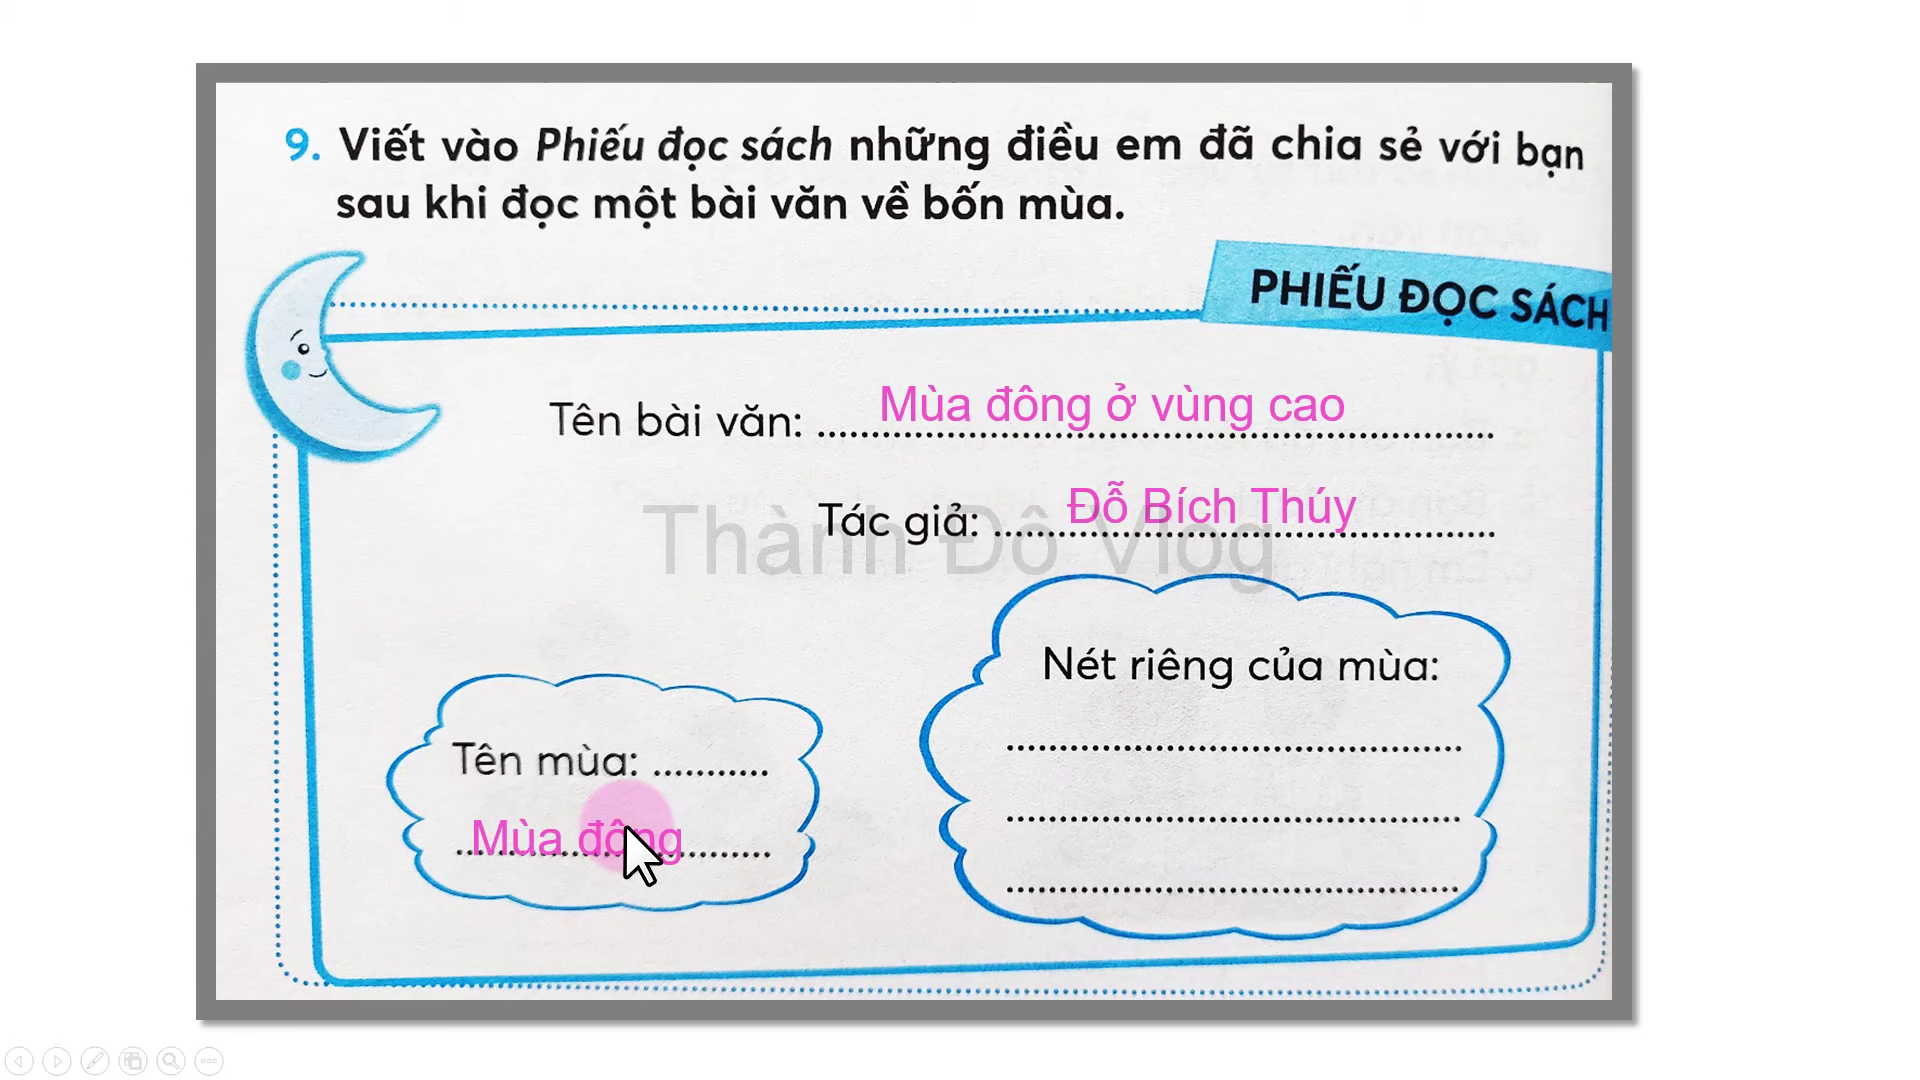 9. Viết vào Phiếu đọc sách những điều em đã chia sẻ với bạn
sau khi đọc một bài văn về bốn mùa.
PHIẾU ĐỌC SÁCH
Tên bài văn: Mùa đông ở vùng cao
Tác giả: Đỗ Bích Thúy
Thành Đô Vlog
Tên mùa:
Mùa đông
Nét riêng của mùa: